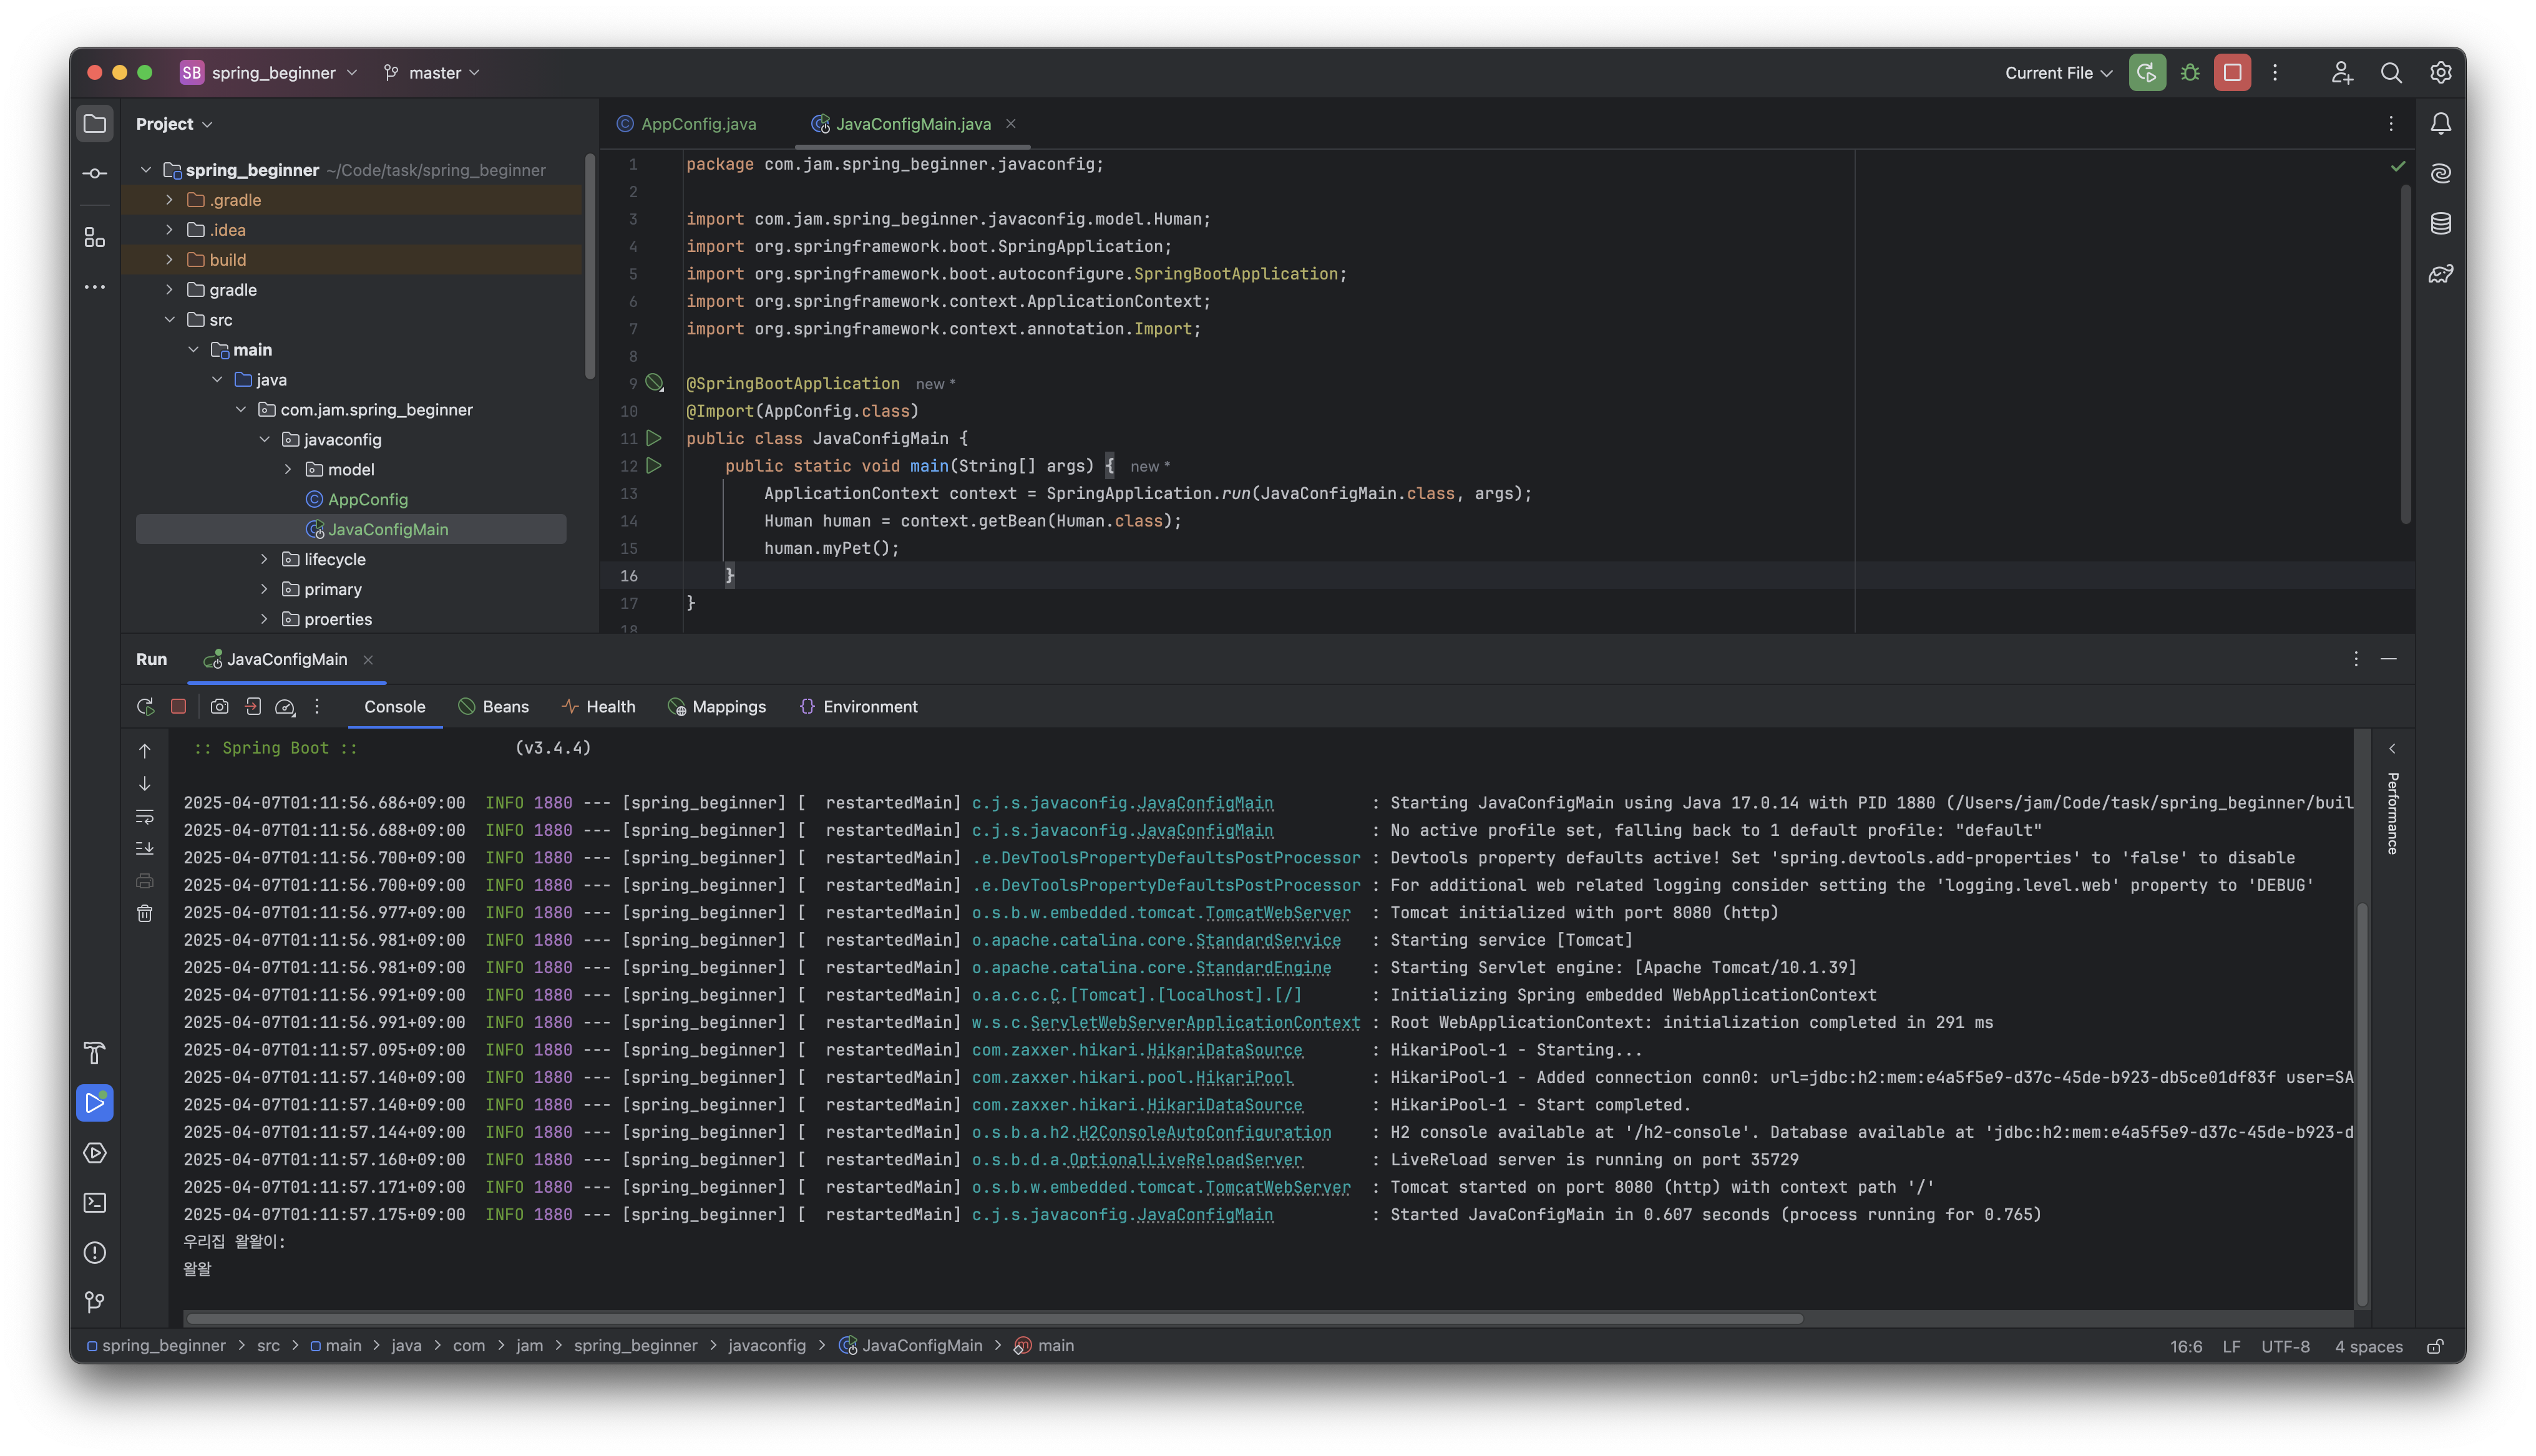 SB spring_beginner master Current File
Project
spring_beginner ~/Code/task/spring_beginner
.gradle
.idea
build
gradle
src
main
java
com.jam.spring_beginner
javaconfig
model
AppConfig
JavaConfigMain
lifecycle
primary
proerties
AppConfig.java JavaConfigMain.java
1 package com.jam.spring_beginner.javaconfig;
2
3 import com.jam.spring_beginner.javaconfig.model.Human;
4 import org.springframework.boot.SpringApplication;
5 import org.springframework.boot.autoconfigure.SpringBootApplication;
6 import org.springframework.context.ApplicationContext;
7 import org.springframework.context.annotation.Import;
8
9 @SpringBootApplication new *
10 @Import(AppConfig.class)
11 public class JavaConfigMain {
12 public static void main(String[] args) { new *
13 ApplicationContext context = SpringApplication.run(JavaConfigMain.class, args);
14 Human human = context.getBean(Human.class);
15 human.myPet();
16 }
17 }
18
Run JavaConfigMain
Console Beans Health Mappings Environment
:: Spring Boot :: (v3.4.4)
2025-04-07T01:11:56.686+09:00 INFO 1880 --- [spring_beginner] [ restartedMain] c.j.s.javaconfig.JavaConfigMain : Starting JavaConfigMain using Java 17.0.14 with PID 1880 (/Users/jam/Code/task/spring_beginner/buil
2025-04-07T01:11:56.688+09:00 INFO 1880 --- [spring_beginner] [ restartedMain] c.j.s.javaconfig.JavaConfigMain : No active profile set, falling back to 1 default profile: "default"
2025-04-07T01:11:56.700+09:00 INFO 1880 --- [spring_beginner] [ restartedMain] .e.DevToolsPropertyDefaultsPostProcessor : Devtools property defaults active! Set 'spring.devtools.add-properties' to 'false' to disable
2025-04-07T01:11:56.700+09:00 INFO 1880 --- [spring_beginner] [ restartedMain] .e.DevToolsPropertyDefaultsPostProcessor : For additional web related logging consider setting the 'logging.level.web' property to 'DEBUG'
2025-04-07T01:11:56.977+09:00 INFO 1880 --- [spring_beginner] [ restartedMain] o.s.b.w.embedded.tomcat.TomcatWebServer : Tomcat initialized with port 8080 (http)
2025-04-07T01:11:56.981+09:00 INFO 1880 --- [spring_beginner] [ restartedMain] o.apache.catalina.core.StandardService : Starting service [Tomcat]
2025-04-07T01:11:56.981+09:00 INFO 1880 --- [spring_beginner] [ restartedMain] o.apache.catalina.core.StandardEngine : Starting Servlet engine: [Apache Tomcat/10.1.39]
2025-04-07T01:11:56.991+09:00 INFO 1880 --- [spring_beginner] [ restartedMain] o.a.c.c.C.[Tomcat].[localhost].[/] : Initializing Spring embedded WebApplicationContext
2025-04-07T01:11:56.991+09:00 INFO 1880 --- [spring_beginner] [ restartedMain] w.s.c.ServletWebServerApplicationContext : Root WebApplicationContext: initialization completed in 291 ms
2025-04-07T01:11:57.095+09:00 INFO 1880 --- [spring_beginner] [ restartedMain] com.zaxxer.hikari.HikariDataSource : HikariPool-1 - Starting...
2025-04-07T01:11:57.140+09:00 INFO 1880 --- [spring_beginner] [ restartedMain] com.zaxxer.hikari.pool.HikariPool : HikariPool-1 - Added connection conn0: url=jdbc:h2:mem:e4a5f5e9-d37c-45de-b923-db5ce01df83f user=SA
2025-04-07T01:11:57.140+09:00 INFO 1880 --- [spring_beginner] [ restartedMain] com.zaxxer.hikari.HikariDataSource : HikariPool-1 - Start completed.
2025-04-07T01:11:57.144+09:00 INFO 1880 --- [spring_beginner] [ restartedMain] o.s.b.a.h2.H2ConsoleAutoConfiguration : H2 console available at '/h2-console'. Database available at 'jdbc:h2:mem:e4a5f5e9-d37c-45de-b923-d
2025-04-07T01:11:57.160+09:00 INFO 1880 --- [spring_beginner] [ restartedMain] o.s.b.d.a.OptionalLiveReloadServer : LiveReload server is running on port 35729
2025-04-07T01:11:57.171+09:00 INFO 1880 --- [spring_beginner] [ restartedMain] o.s.b.w.embedded.tomcat.TomcatWebServer : Tomcat started on port 8080 (http) with context path '/'
2025-04-07T01:11:57.175+09:00 INFO 1880 --- [spring_beginner] [ restartedMain] c.j.s.javaconfig.JavaConfigMain : Started JavaConfigMain in 0.607 seconds (process running for 0.765)
우리집 왈왈이:
왈왈
Performance
spring_beginner > src > main > java > com > jam > spring_beginner > javaconfig > JavaConfigMain > main 16:6 LF UTF-8 4 spaces